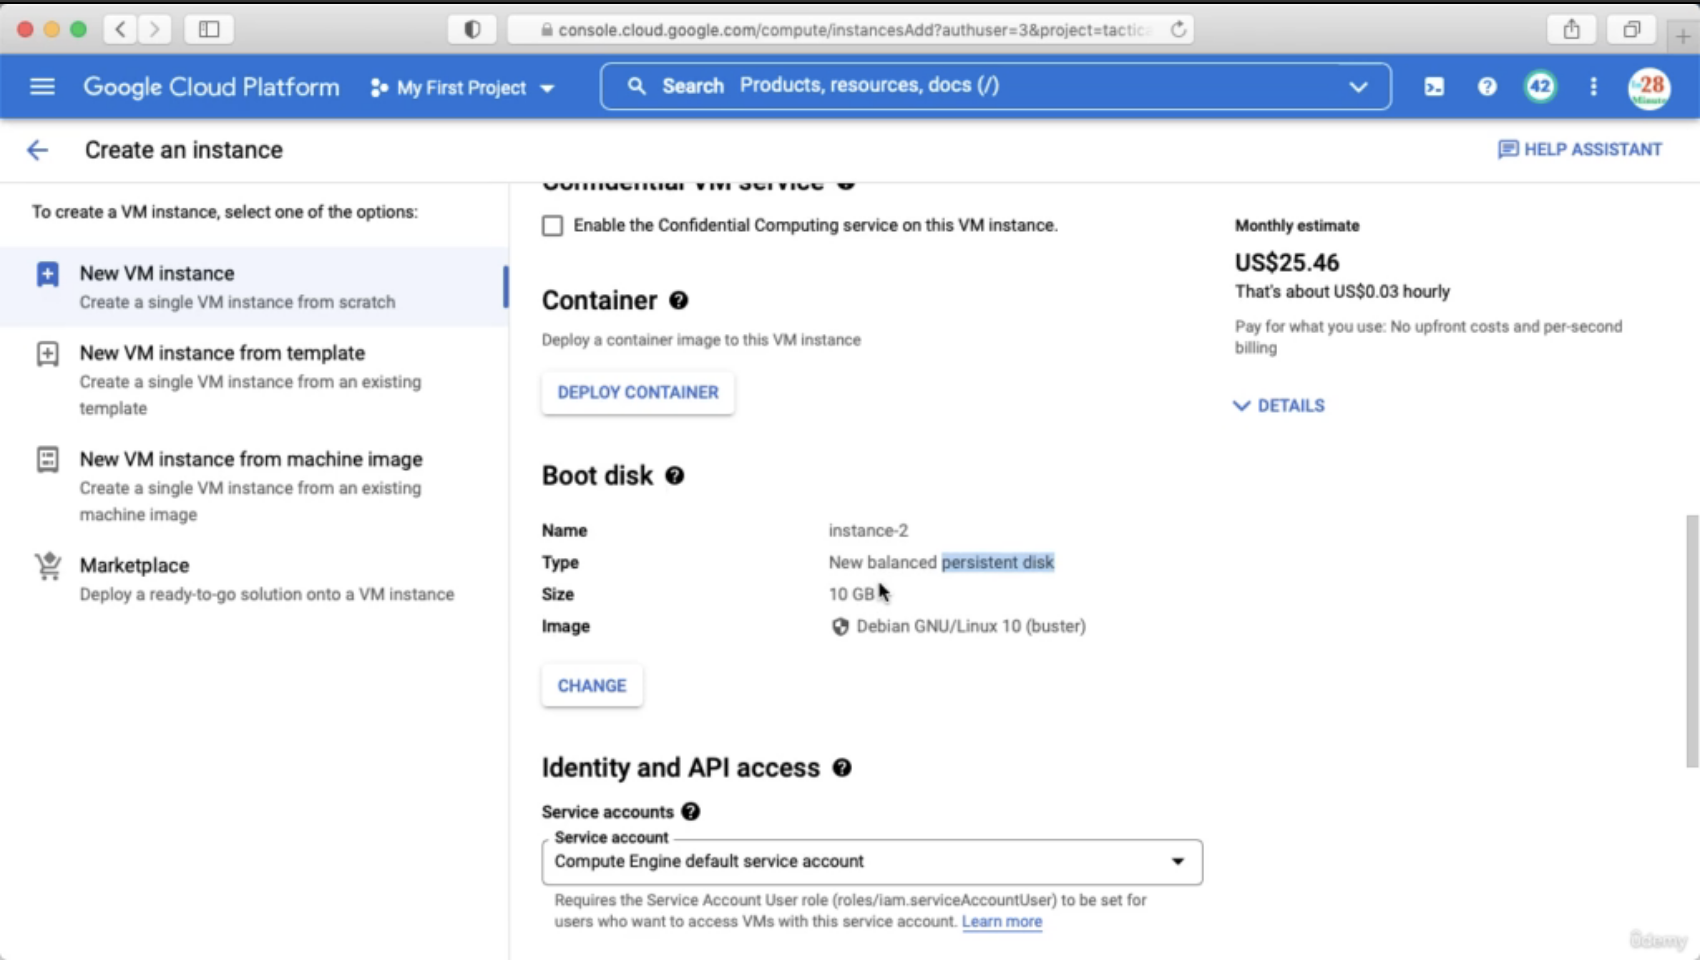 console.cloud.google.com/compute/instancesAdd?authuser=3&project=tactica
Google Cloud Platform
My First Project
Search Products, resources, docs (/)
42
28
Minute
Create an instance
HELP ASSISTANT
To create a VM instance, select one of the options:
New VM instance
Create a single VM instance from scratch
New VM instance from template
Create a single VM instance from an existing
template
New VM instance from machine image
Create a single VM instance from an existing
machine image
Marketplace
Deploy a ready-to-go solution onto a VM instance
Confidential VM service
Enable the Confidential Computing service on this VM instance.
Container
Deploy a container image to this VM instance
DEPLOY CONTAINER
Boot disk
Name instance-2
Type New balanced persistent disk
Size 10 GB
Image Debian GNU/Linux 10 (buster)
CHANGE
Identity and API access
Service accounts
Service account
Compute Engine default service account
Requires the Service Account User role (roles/iam.serviceAccountUser) to be set for
users who want to access VMs with this service account. Learn more
Monthly estimate
US$25.46
That's about US$0.03 hourly
Pay for what you use: No upfront costs and per-second
billing
DETAILS
ûdemy